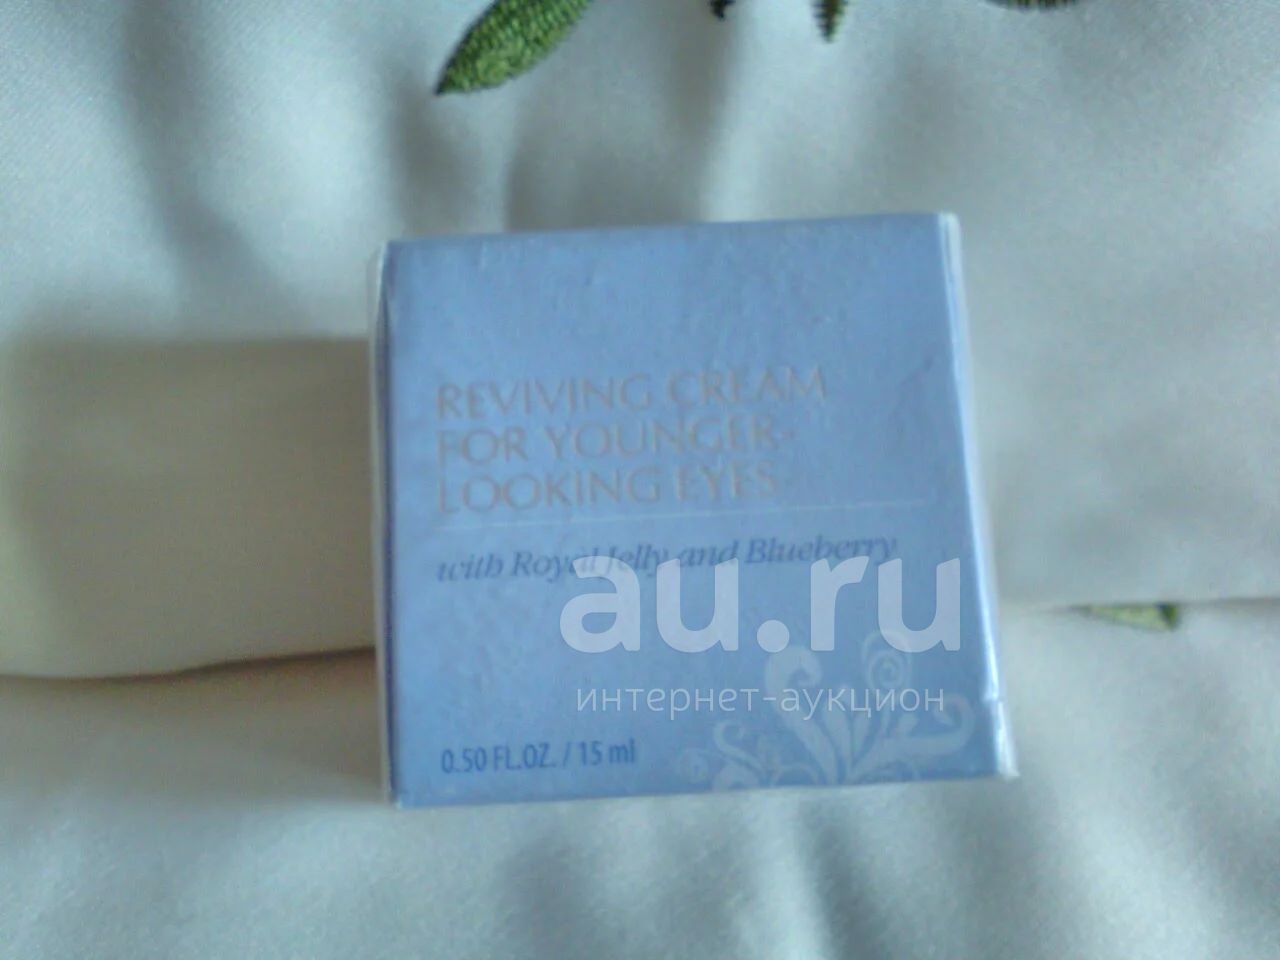 REVIVING CREAM
FOR YOUNGER-
LOOKING EYES
with Royal Jelly and Blueberry
au.ru
интернет-аукцион
0.50 FL.OZ. / 15 ml